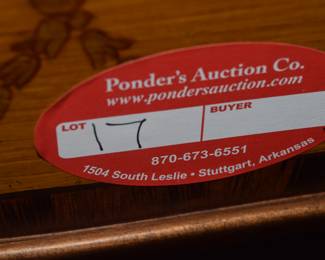 Ponder's Auction Co.
www.pondersauction.com
LOT 17 BUYER
870-673-6551
1504 South Leslie • Stuttgart, Arkansas